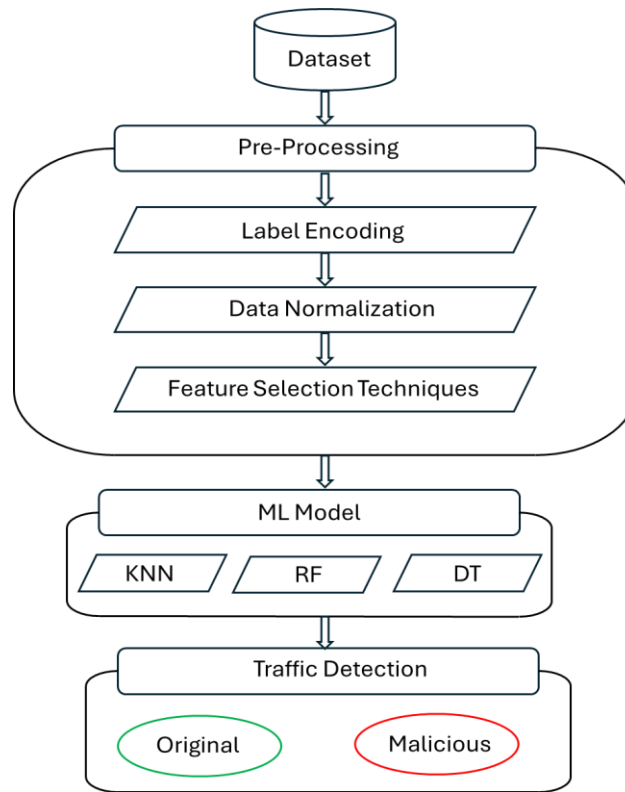 Dataset
Pre-Processing
Label Encoding
Data Normalization
Feature Selection Techniques
ML Model
KNN
RF
DT
Traffic Detection
Original
Malicious